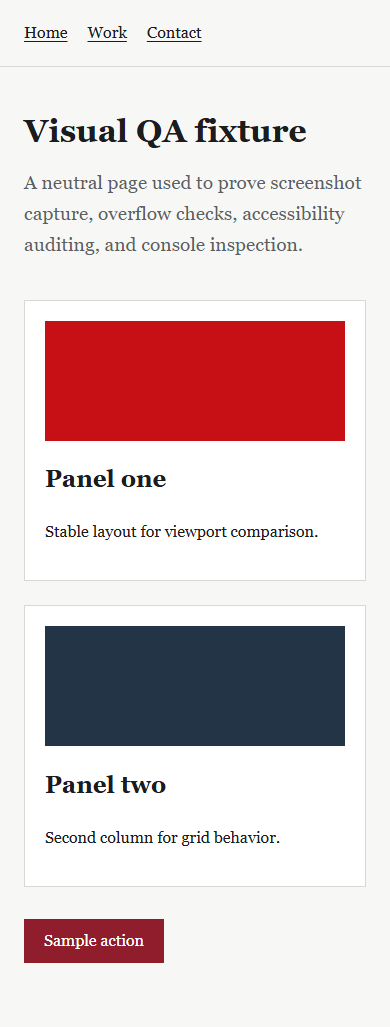 Home Work Contact
Visual QA fixture
A neutral page used to prove screenshot
capture, overflow checks, accessibility
auditing, and console inspection.
Panel one
Stable layout for viewport comparison.
Panel two
Second column for grid behavior.
Sample action